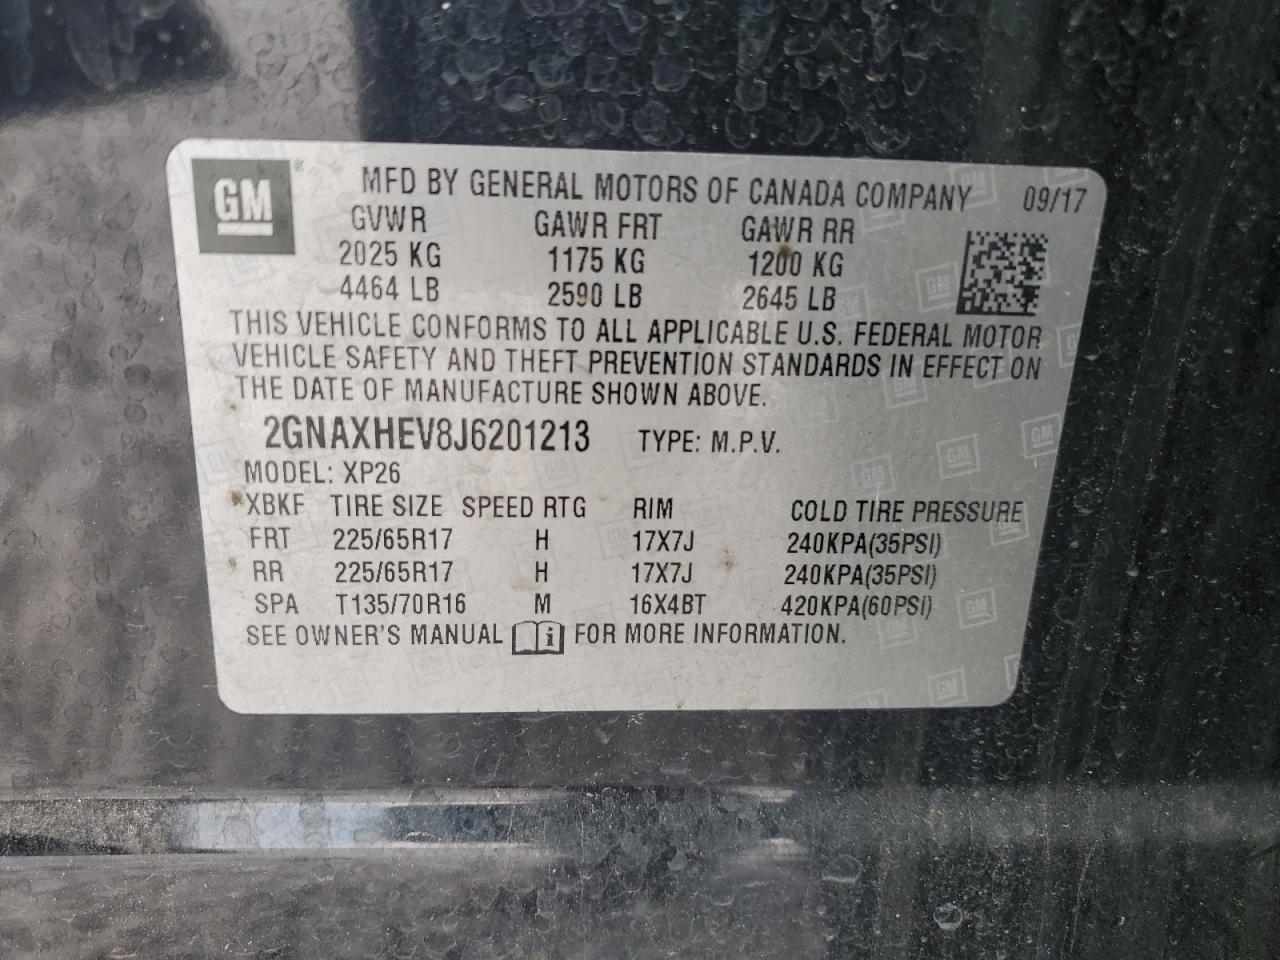 GM ® MFD BY GENERAL MOTORS OF CANADA COMPANY 09/17
GVWR GAWR FRT GAWR RR
2025 KG 1175 KG 1200 KG
4464 LB 2590 LB 2645 LB
THIS VEHICLE CONFORMS TO ALL APPLICABLE U.S. FEDERAL MOTOR
VEHICLE SAFETY AND THEFT PREVENTION STANDARDS IN EFFECT ON
THE DATE OF MANUFACTURE SHOWN ABOVE.
2GNAXHEV8J6201213 TYPE: M.P.V.
MODEL: XP26
XBKF TIRE SIZE SPEED RTG RIM COLD TIRE PRESSURE
FRT 225/65R17 H 17X7J 240KPA(35PSI)
RR 225/65R17 H 17X7J 240KPA(35PSI)
SPA T135/70R16 M 16X4BT 420KPA(60PSI)
SEE OWNER'S MANUAL i FOR MORE INFORMATION.